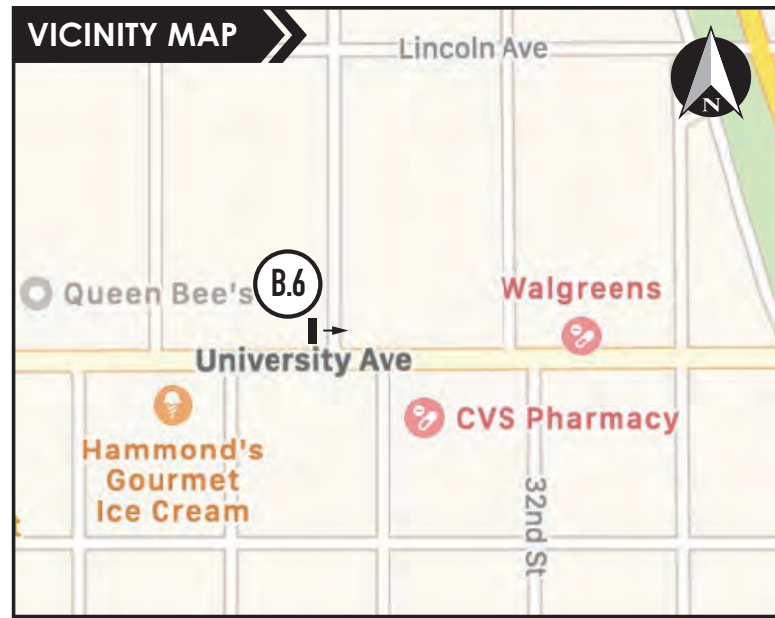 VICINITY MAP
Lincoln Ave
N
B.6
Queen Bee's
Walgreens
University Ave
CVS Pharmacy
Hammond's
Gourmet
Ice Cream
32nd St
t